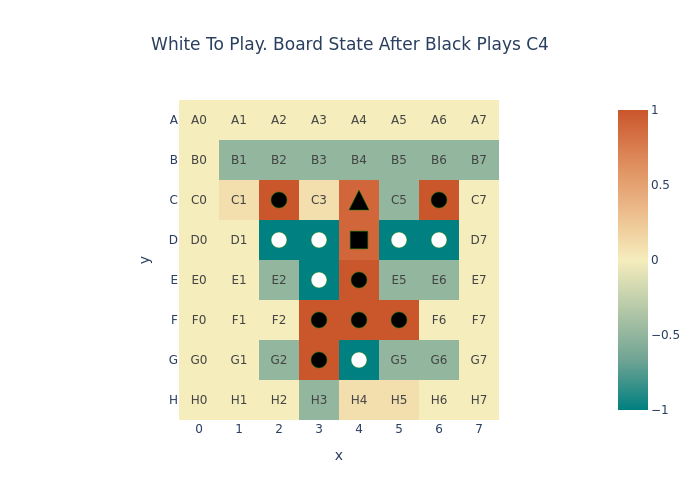 White To Play. Board State After Black Plays C4
A A0 A1 A2 A3 A4 A5 A6 A7
B B0 B1 B2 B3 B4 B5 B6 B7
C C0 C1 C3 C5 C7
D D0 D1 D7
E E0 E1 E2 E5 E6 E7
F F0 F1 F2 F6 F7
G G0 G1 G2 G5 G6 G7
H H0 H1 H2 H3 H4 H5 H6 H7
0 1 2 3 4 5 6 7
x
y
1
0.5
0
−0.5
−1